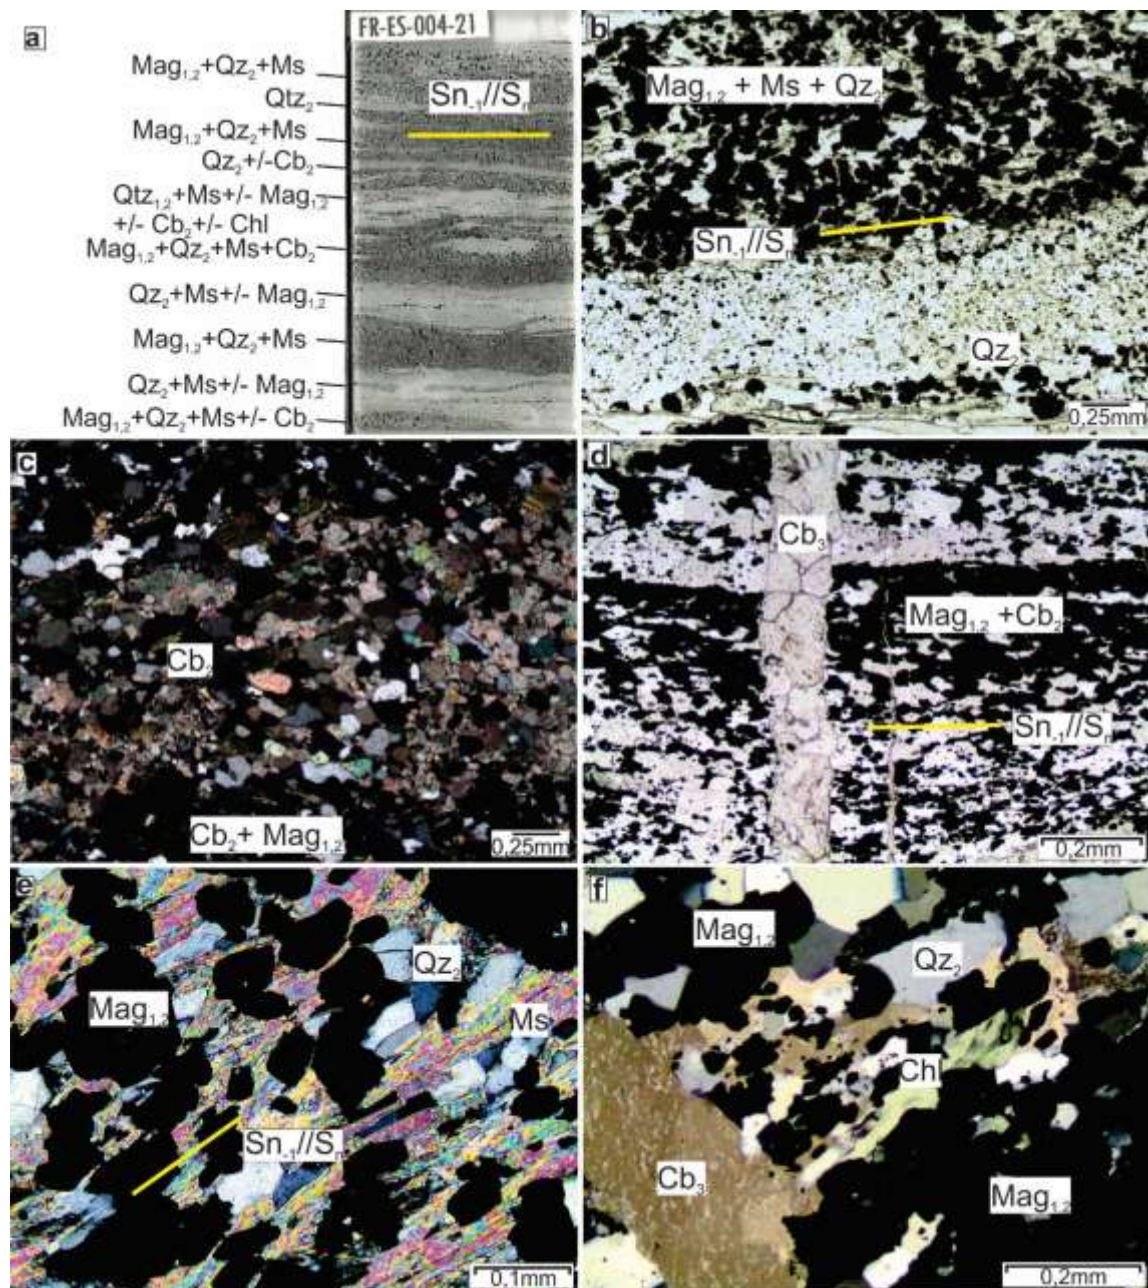 a
FR-ES-004-21
Mag1,2+Qz2+Ms
Qtz2
Mag1,2+Qz2+Ms
Qz2+/-Cb2
Qtz1,2+Ms+/- Mag1,2
+/- Cb2+/- Chl
Mag1,2+Qz2+Ms+Cb2
Qz2+Ms+/- Mag1,2
Mag1,2+Qz2+Ms
Qz2+Ms+/- Mag1,2
Mag1,2+Qz2+Ms+/- Cb2
Sn-1//Sn
b
Mag1,2 + Ms + Qz2
Sn-1//Sn
Qz2
0,25mm
c
Cb2
Cb2+ Mag1,2
0,25mm
d
Cb3
Mag1,2 +Cb2
Sn-1//Sn
0,2mm
e
Qz2
Mag1,2
Ms
Sn-1//Sn
0,1mm
f
Mag1,2
Qz2
Chl
Cb3
Mag1,2
0,2mm